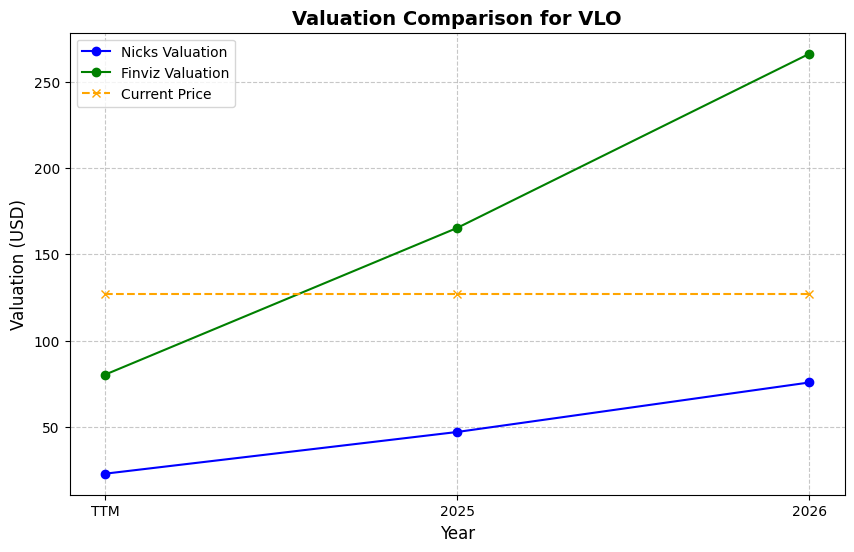 Valuation Comparison for VLO
Nicks Valuation
Finviz Valuation
Current Price
Valuation (USD)
250
200
150
100
50
TTM
2025
2026
Year